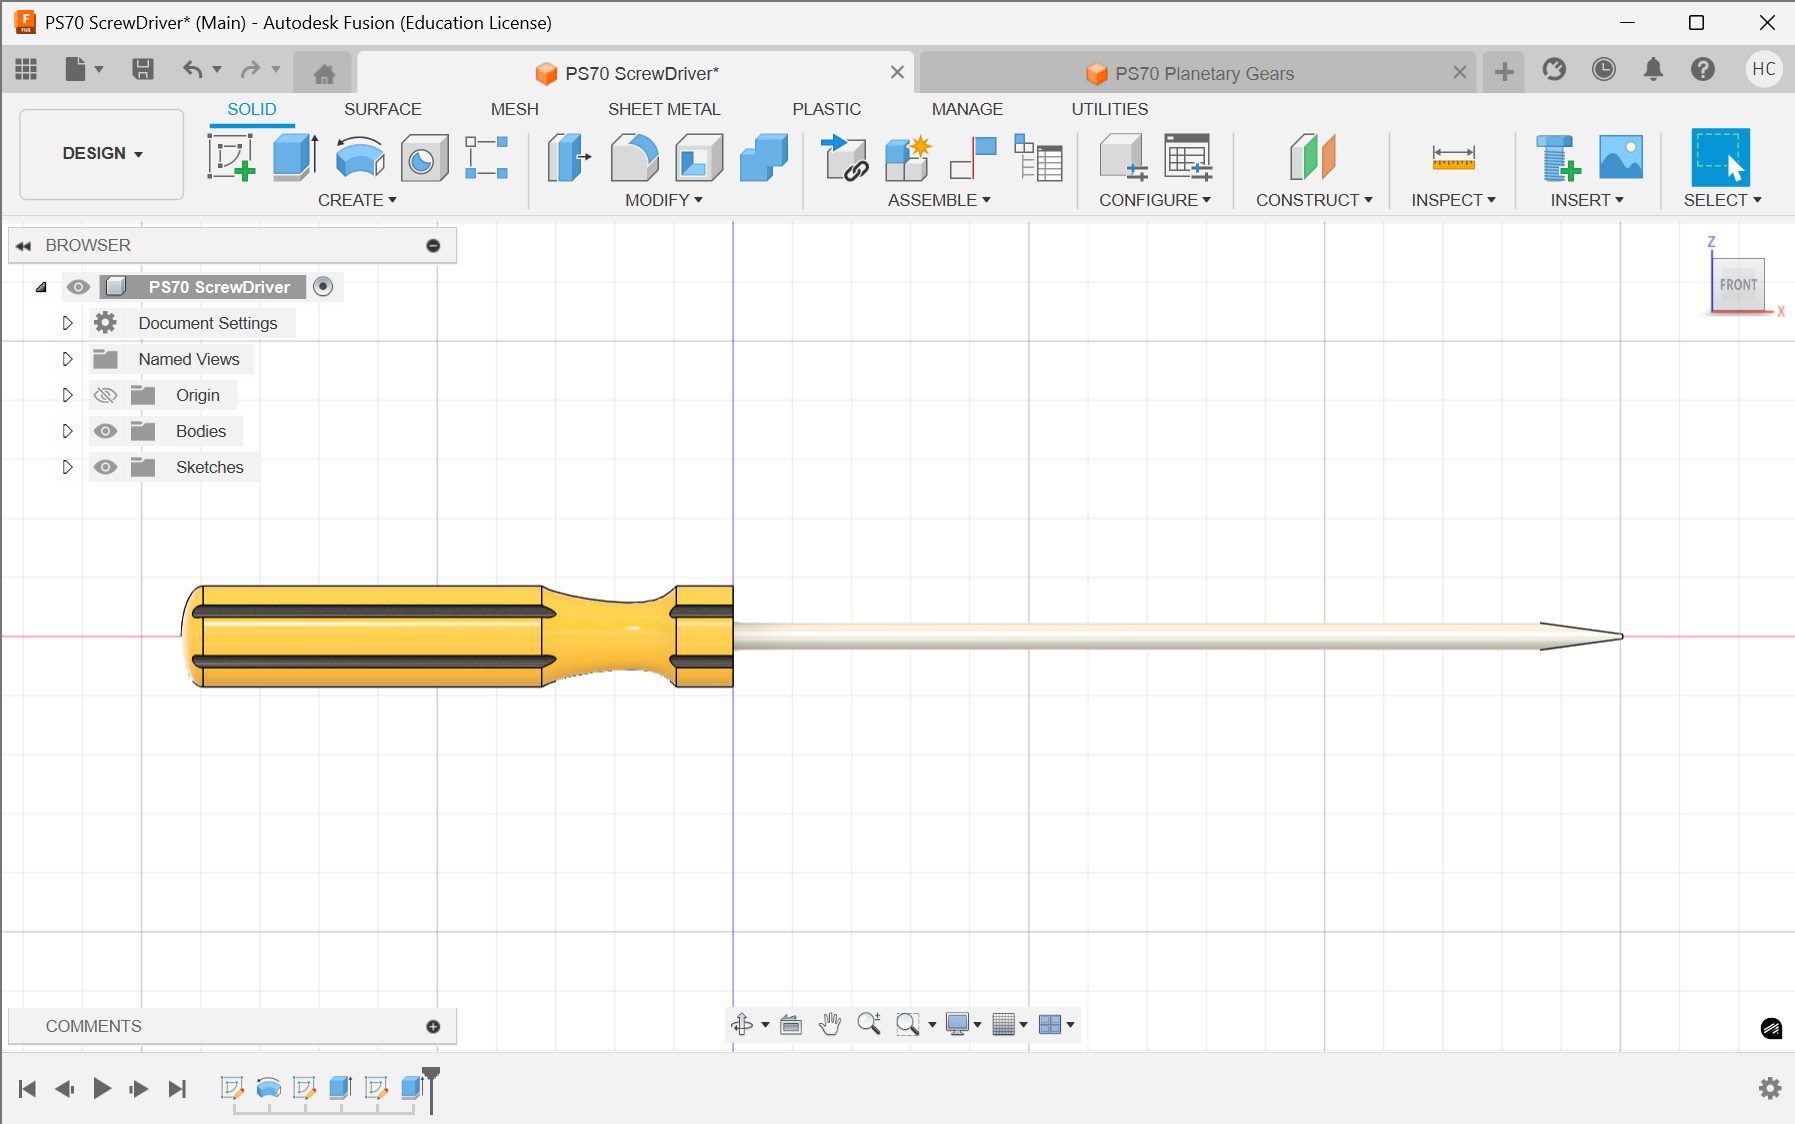 PS70 ScrewDriver* (Main) - Autodesk Fusion (Education License)
PS70 ScrewDriver*
PS70 Planetary Gears
HC
SOLID SURFACE MESH SHEET METAL PLASTIC MANAGE UTILITIES
DESIGN
CREATE MODIFY ASSEMBLE CONFIGURE CONSTRUCT INSPECT INSERT SELECT
BROWSER
PS70 ScrewDriver
Document Settings
Named Views
Origin
Bodies
Sketches
Z
FRONT
X
COMMENTS